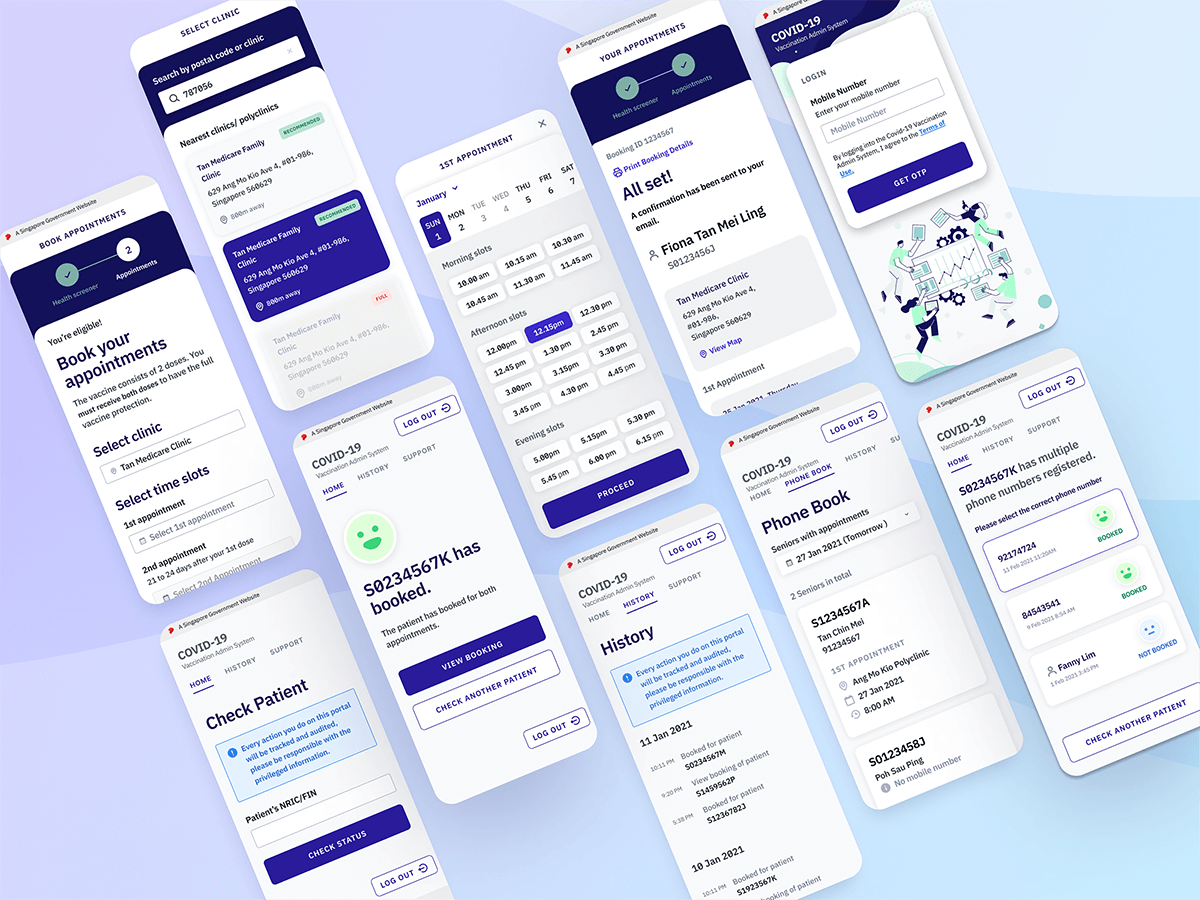 SELECT CLINIC
Search by postal code or clinic
787056
Nearest clinics/ polyclinics
RECOMMENDED
Tan Medicare Family
Clinic
629 Ang Mo Kio Ave 4, #01-986,
Singapore 560629
800m away
RECOMMENDED
Tan Medicare Family
Clinic
629 Ang Mo Kio Ave 4, #01-986,
Singapore 560629
800m away
FULL
Tan Medicare Family
Clinic
629 Ang Mo Kio Ave 4, #01-986,
Singapore 560629
800m away
A Singapore Government Website
YOUR APPOINTMENTS
Health screener
Appointments
Booking ID 1234567
Print Booking Details
All set!
A confirmation has been sent to your
email.
Fiona Tan Mei Ling
S0123456J
Tan Medicare Clinic
629 Ang Mo Kio Ave 4,
#01-986,
Singapore 560629
View Map
1st Appointment
25 Jan 2021, Thursday
A Singapore Government Website
COVID-19
Vaccination Admin System
LOGIN
Mobile Number
Enter your mobile number
Mobile Number
By logging into the Covid-19 Vaccination
Admin System, I agree to the Terms of
Use.
GET OTP
A Singapore Government Website
BOOK APPOINTMENTS
2
Health screener
Appointments
You're eligible!
Book your
appointments
The vaccine consists of 2 doses. You
must receive both doses to have the full
vaccine protection.
Select clinic
Tan Medicare Clinic
Select time slots
1st appointment
Select 1st appointment
2nd appointment
21 to 24 days after your 1st dose
Select 2nd Appointment
1ST APPOINTMENT
January
SUN MON TUE WED THU FRI SAT
1 2 3 4 5 6 7
Morning slots
10.00 am 10.15 am 10.30 am
10.45 am 11.30 am 11.45 am
Afternoon slots
12.00pm 12.15pm 12.30 pm
12.45 pm 1.30 pm 2.45 pm
3.00pm 3.15pm 3.30 pm
3.45 pm 4.30 pm 4.45 pm
Evening slots
5.00pm 5.15pm 5.30 pm
5.45 pm 6.00 pm 6.15 pm
PROCEED
A Singapore Government Website
LOG OUT
COVID-19
Vaccination Admin System
HOME HISTORY SUPPORT
S0234567K has
booked.
The patient has booked for both
appointments.
VIEW BOOKING
CHECK ANOTHER PATIENT
LOG OUT
A Singapore Government Website
LOG OUT
COVID-19
Vaccination Admin System
HOME PHONE BOOK HISTORY SU
Phone Book
Seniors with appointments
27 Jan 2021 (Tomorrow )
2 Seniors in total
S1234567A
Tan Chin Mei
91234567
1ST APPOINTMENT
Ang Mo Kio Polyclinic
27 Jan 2021
8:00 AM
S0123458J
Poh Sau Ping
No mobile number
A Singapore Government Website
LOG OUT
COVID-19
Vaccination Admin System
HOME HISTORY SUPPORT
S0234567K has multiple
phone numbers registered.
Please select the correct phone number
92174724
11 Feb 2021 11:20AM
BOOKED
84543541
9 Feb 2021 8:54 AM
BOOKED
Fanny Lim
1 Feb 2021 3:45 PM
NOT BOOKED
CHECK ANOTHER PATIENT
A Singapore Government Website
COVID-19
Vaccination Admin System
HOME HISTORY SUPPORT
Check Patient
Every action you do on this portal
will be tracked and audited,
please be responsible with the
privileged information.
Patient's NRIC/FIN
CHECK STATUS
LOG OUT
A Singapore Government Website
LOG OUT
COVID-19
Vaccination Admin System
HOME HISTORY SUPPORT
History
Every action you do on this portal
will be tracked and audited,
please be responsible with the
privileged information.
11 Jan 2021
10:11 PM Booked for patient
S0234567M
9:20 PM View booking of patient
S1459562P
5:38 PM Booked for patient
S1236782J
10 Jan 2021
10:11 PM Booked for patient
S1923567K
booking of patient